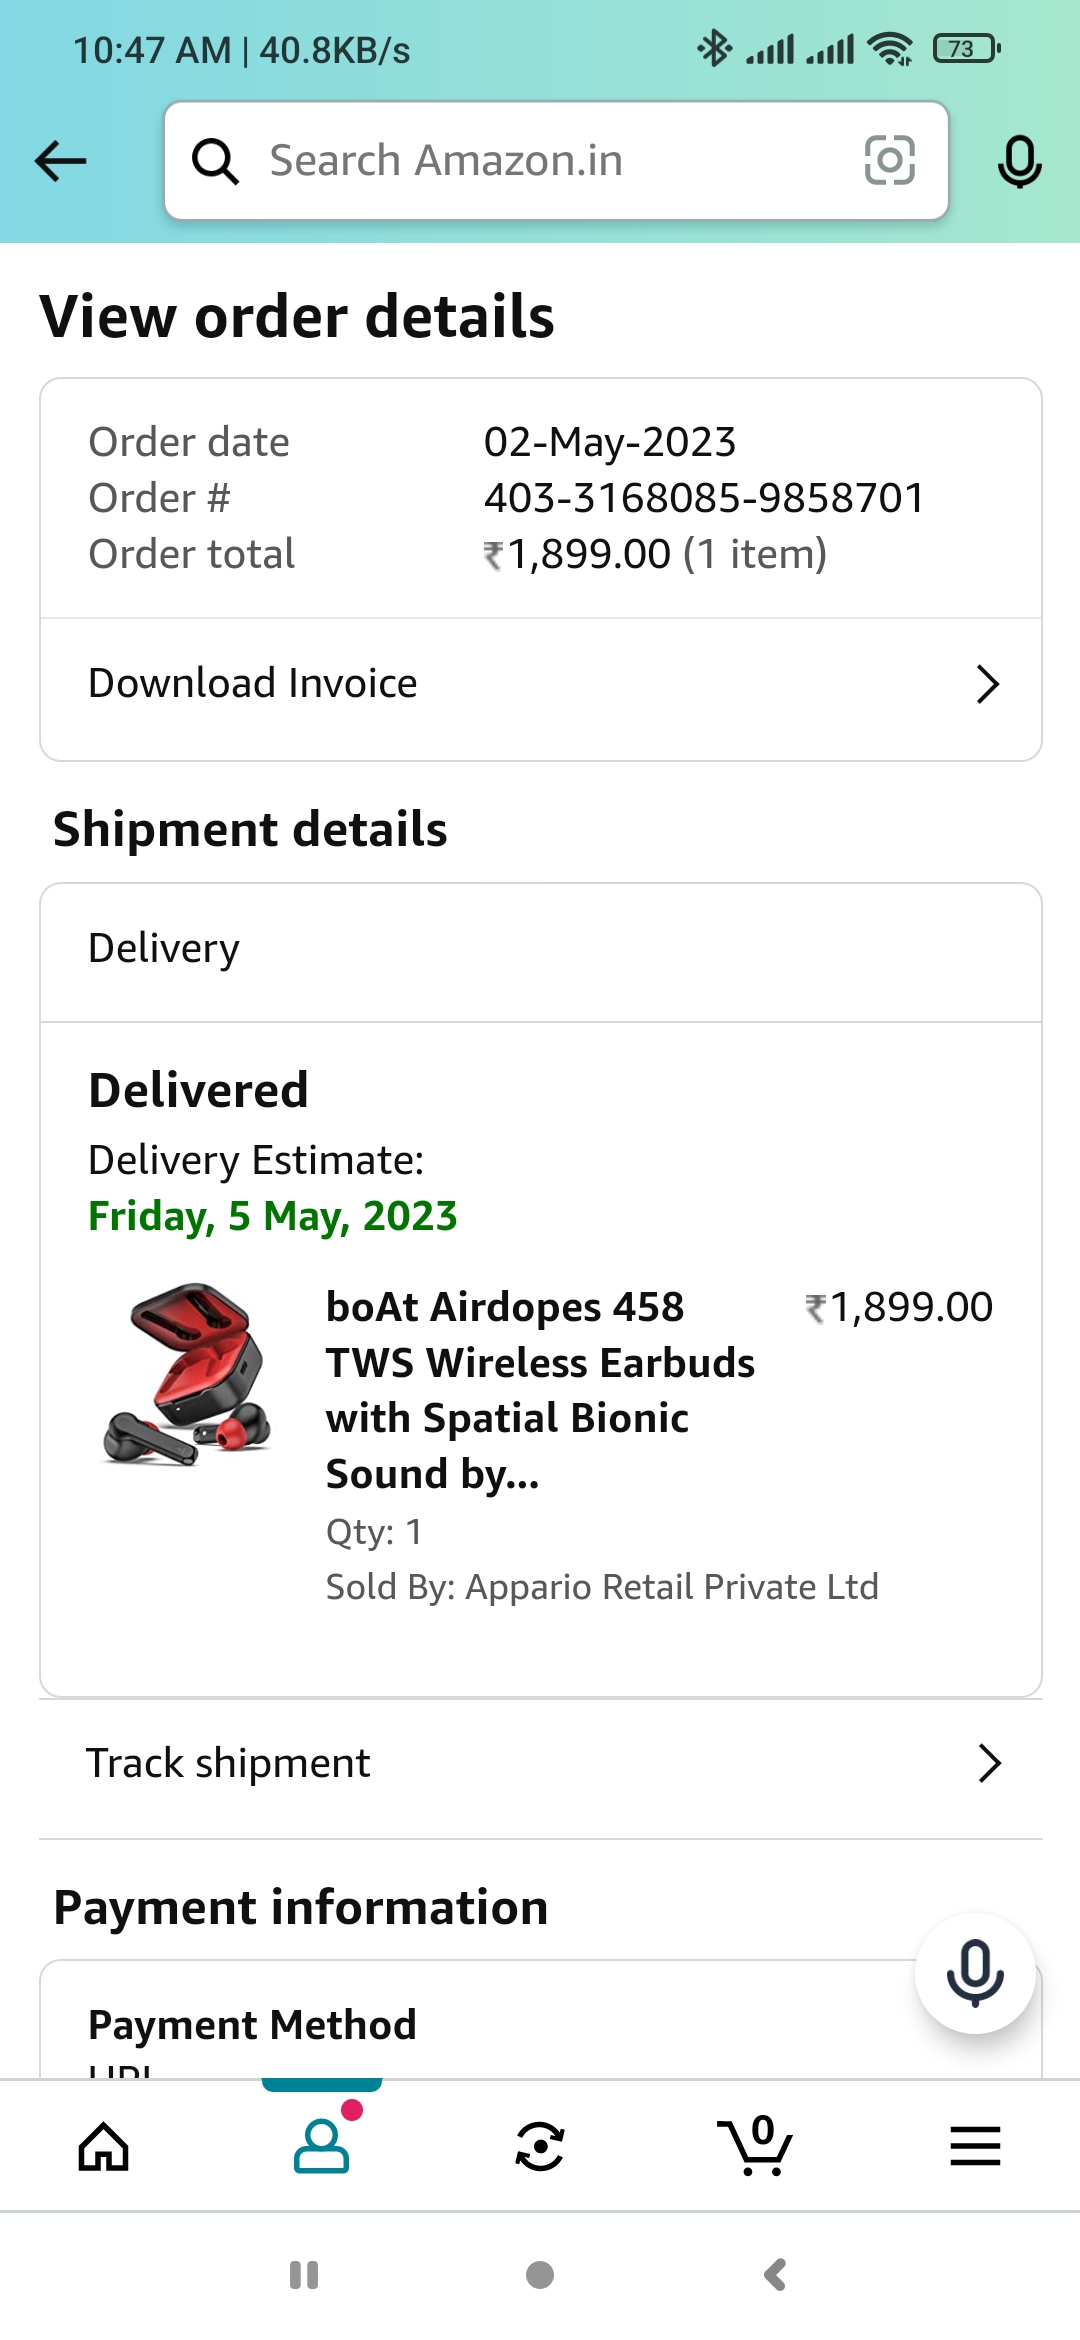 10:47 AM | 40.8KB/s
73
Search Amazon.in
View order details
Order date 02-May-2023
Order # 403-3168085-9858701
Order total ₹1,899.00 (1 item)
Download Invoice
Shipment details
Delivery
Delivered
Delivery Estimate:
Friday, 5 May, 2023
boAt Airdopes 458 ₹1,899.00
TWS Wireless Earbuds
with Spatial Bionic
Sound by...
Qty: 1
Sold By: Appario Retail Private Ltd
Track shipment
Payment information
Payment Method
0